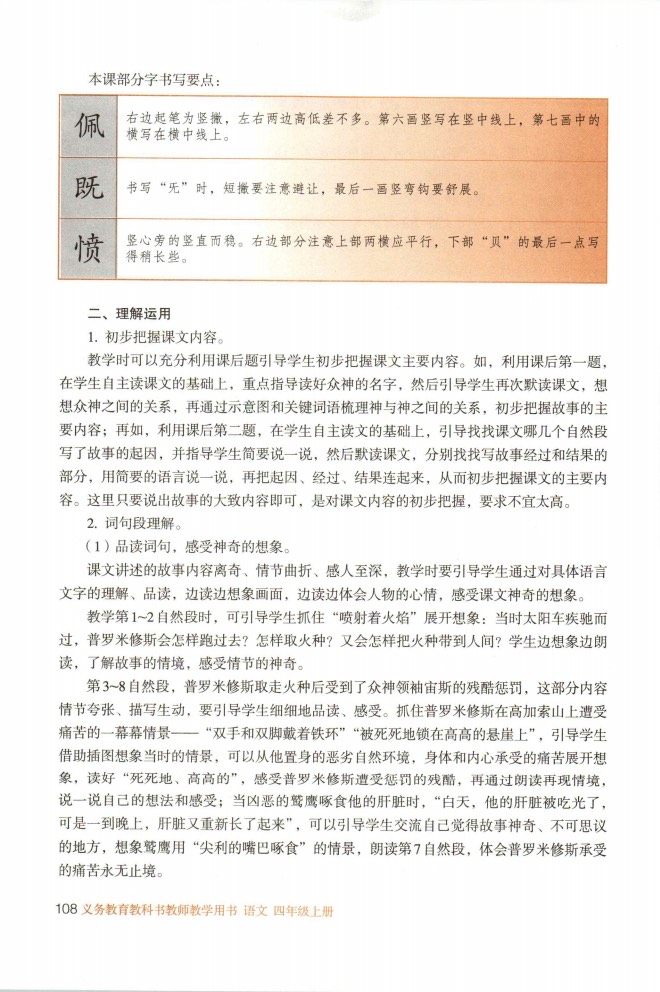 本课部分字书写要点：
佩
右边起笔为竖撇，左右两边高低差不多。第六画竖写在竖中线上，第七画中的
横写在横中线上。
既
书写“旡”时，短撇要注意避让，最后一画竖弯钩要舒展。
愤
竖心旁的竖直而稳。右边部分注意上部两横应平行，下部“贝”的最后一点写
得稍长些。
二、理解运用
1. 初步把握课文内容。
教学时可以充分利用课后题引导学生初步把握课文主要内容。如，利用课后第一题，
在学生自主读课文的基础上，重点指导读好众神的名字，然后引导学生再次默读课文，想
想众神之间的关系，再通过示意图和关键词语梳理神与神之间的关系，初步把握故事的主
要内容；再如，利用课后第二题，在学生自主读文的基础上，引导找找课文哪几个自然段
写了故事的起因，并指导学生简要说一说，然后默读课文，分别找找写故事经过和结果的
部分，用简要的语言说一说，再把起因、经过、结果连起来，从而初步把握课文的主要内
容。这里只要说出故事的大致内容即可，是对课文内容的初步把握，要求不宜太高。
2. 词句段理解。
（1）品读词句，感受神奇的想象。
课文讲述的故事内容离奇、情节曲折、感人至深，教学时要引导学生通过对具体语言
文字的理解、品读，边读边想象画面，边读边体会人物的心情，感受课文神奇的想象。
教学第1~2自然段时，可引导学生抓住“喷射着火焰”展开想象：当时太阳车疾驰而
过，普罗米修斯会怎样跑过去？怎样取火种？又会怎样把火种带到人间？学生边想象边朗
读，了解故事的情境，感受情节的神奇。
第3~8自然段，普罗米修斯取走火种后受到了众神领袖宙斯的残酷惩罚，这部分内容
情节夸张、描写生动，要引导学生细细地品读、感受。抓住普罗米修斯在高加索山上遭受
痛苦的一幕幕情景——“双手和双脚戴着铁环”“被死死地锁在高高的悬崖上”，引导学生
借助插图想象当时的情景，可以从他置身的恶劣自然环境，身体和内心承受的痛苦展开想
象，读好“死死地、高高的”，感受普罗米修斯遭受惩罚的残酷，再通过朗读再现情境，
说一说自己的想法和感受；当凶恶的鹫鹰啄食他的肝脏时，“白天，他的肝脏被吃光了，
可是一到晚上，肝脏又重新长了起来”，可以引导学生交流自己觉得故事神奇、不可思议
的地方，想象鹫鹰用“尖利的嘴巴啄食”的情景，朗读第7自然段，体会普罗米修斯承受
的痛苦永无止境。
108 义务教育教科书教师教学用书 语文 四年级上册